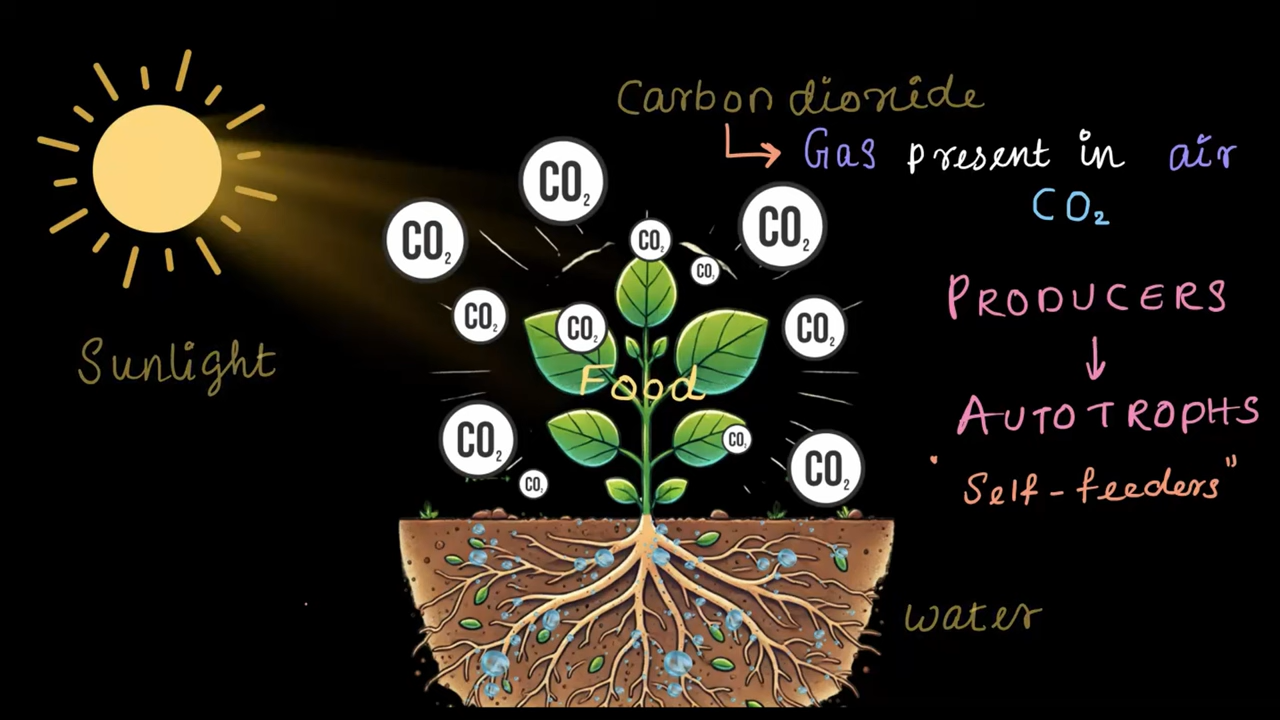 Carbon dioxide
Gas present in air
CO₂
CO₂
CO₂
CO₂
CO₂
CO₂
CO₂
CO₂
CO₂
CO₂
Sunlight
Food
CO₂
CO₂
CO₂
CO₂
PRODUCERS
AUTOTROPHS
"Self-feeders"
water